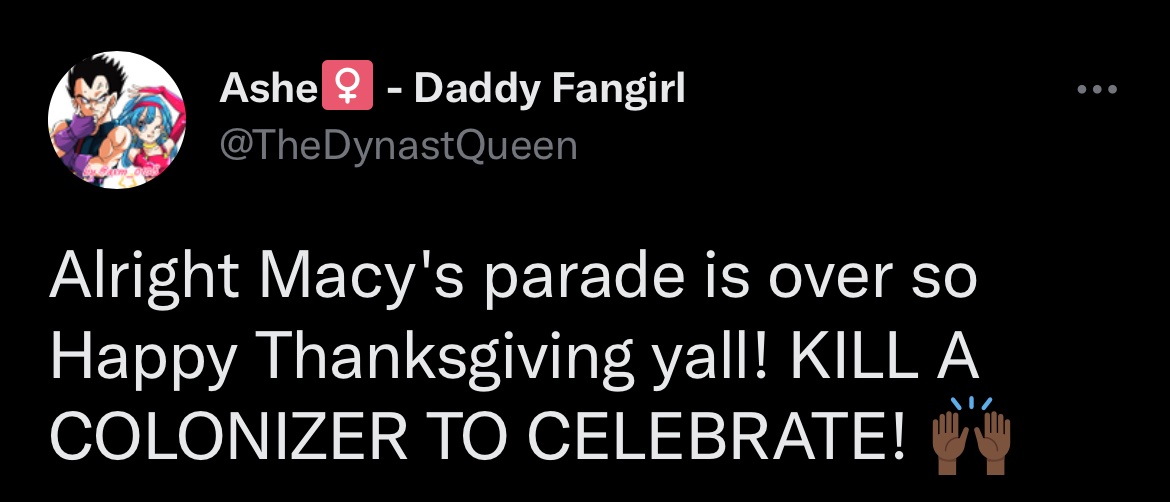 Ashe♀️ - Daddy Fangirl
@TheDynastQueen
Alright Macy's parade is over so
Happy Thanksgiving yall! KILL A
COLONIZER TO CELEBRATE! 🙌🏾